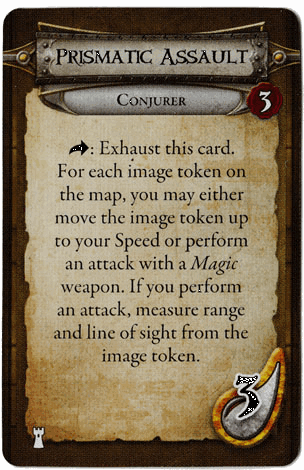 PRISMATIC ASSAULT
CONJURER
3
: Exhaust this card.
For each image token on
the map, you may either
move the image token up
to your Speed or perform
an attack with a Magic
weapon. If you perform
an attack, measure range
and line of sight from the
image token.
3